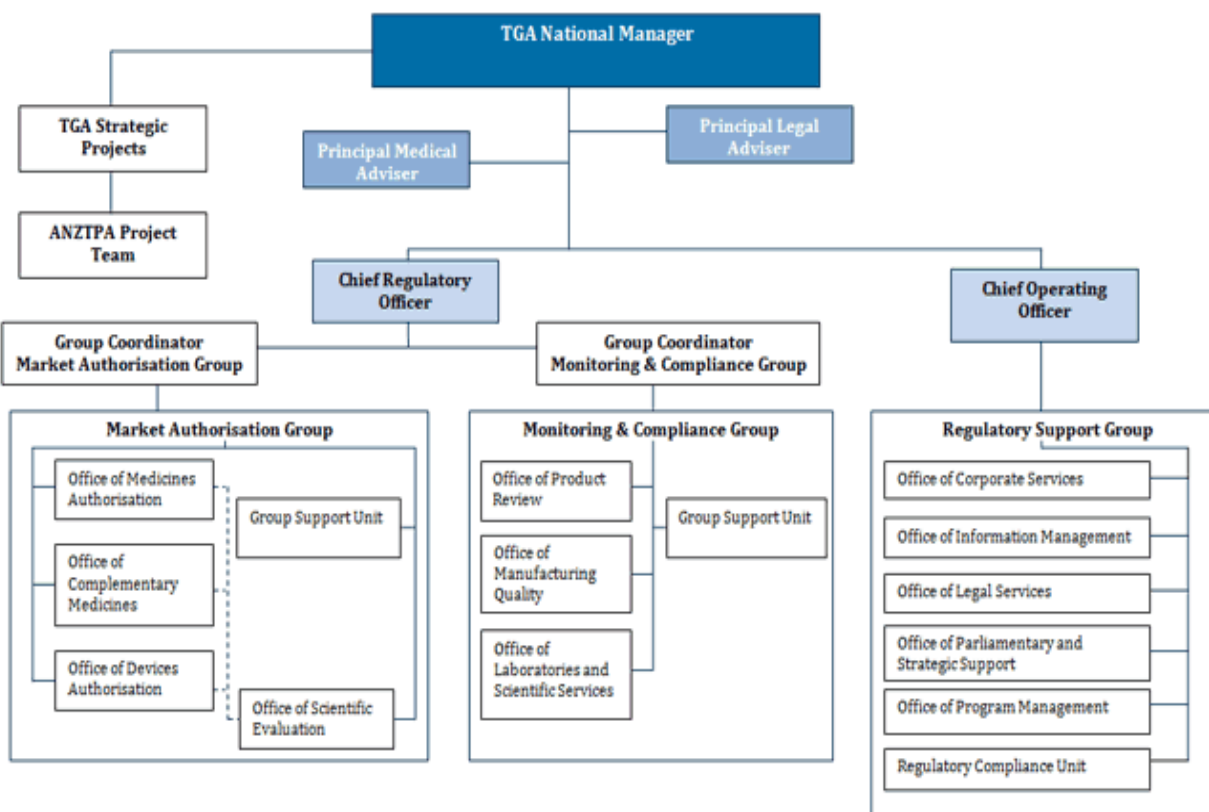 TGA National Manager
TGA Strategic
Projects
Principal Legal
Adviser
Principal Medical
Adviser
ANZTPA Project
Team
Chief Regulatory
Officer
Chief Operating
Officer
Group Coordinator
Market Authorisation Group
Group Coordinator
Monitoring & Compliance Group
Market Authorisation Group
Office of Medicines
Authorisation
Group Support Unit
Office of
Complementary
Medicines
Office of Devices
Authorisation
Office of Scientific
Evaluation
Monitoring & Compliance Group
Office of Product
Review
Group Support Unit
Office of
Manufacturing
Quality
Office of
Laboratories and
Scientific Services
Regulatory Support Group
Office of Corporate Services
Office of Information Management
Office of Legal Services
Office of Parliamentary and
Strategic Support
Office of Program Management
Regulatory Compliance Unit